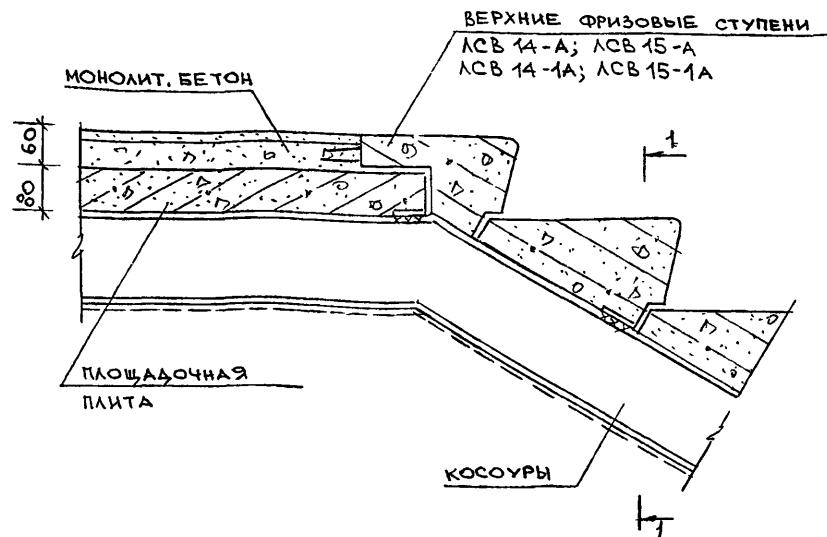 ВЕРХНИЕ ФРИЗОВЫЕ СТУПЕНИ
ЛСВ 14-А; ЛСВ 15-А
ЛСВ 14-1А; ЛСВ 15-1А
МОНОЛИТ. БЕТОН
60
80
1
ПЛОЩАДОЧНАЯ
ПЛИТА
КОСОУРЫ
1